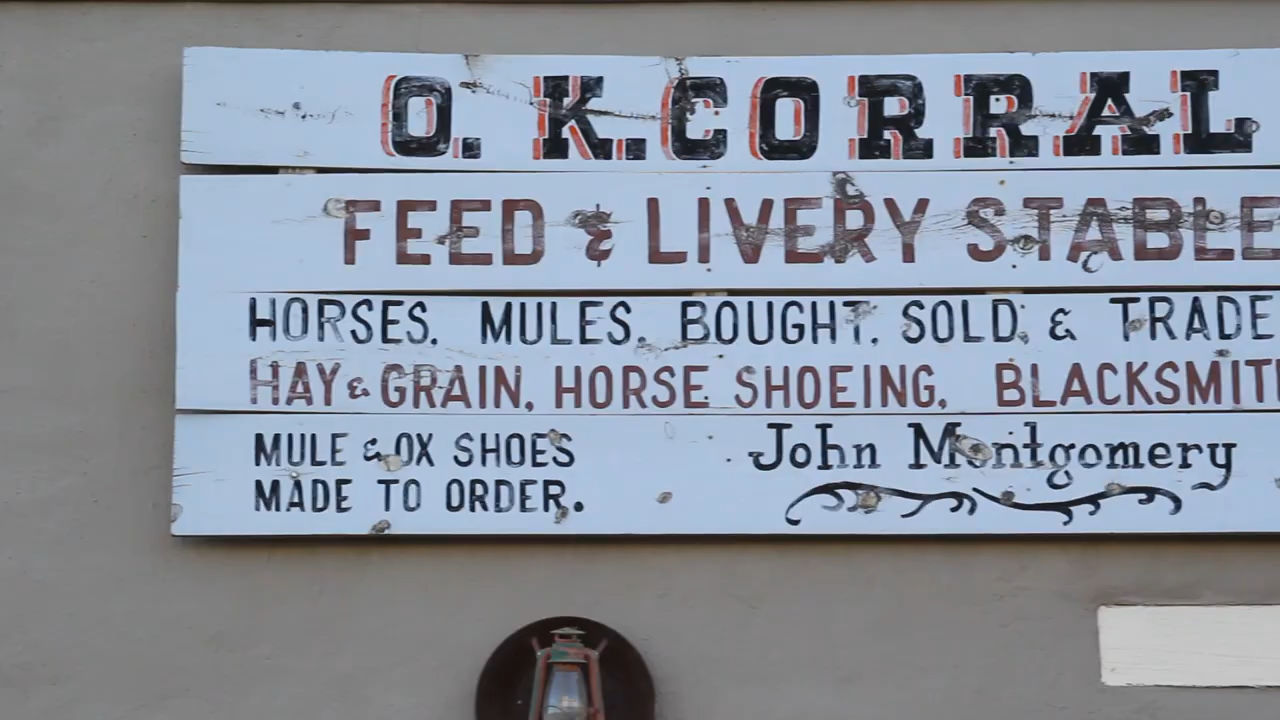 O. K. CORRAL
FEED & LIVERY STABLE
HORSES, MULES, BOUGHT, SOLD, & TRADE
HAY & GRAIN, HORSE SHOEING, BLACKSMIT
MULE & OX SHOES
MADE TO ORDER.
John Montgomery